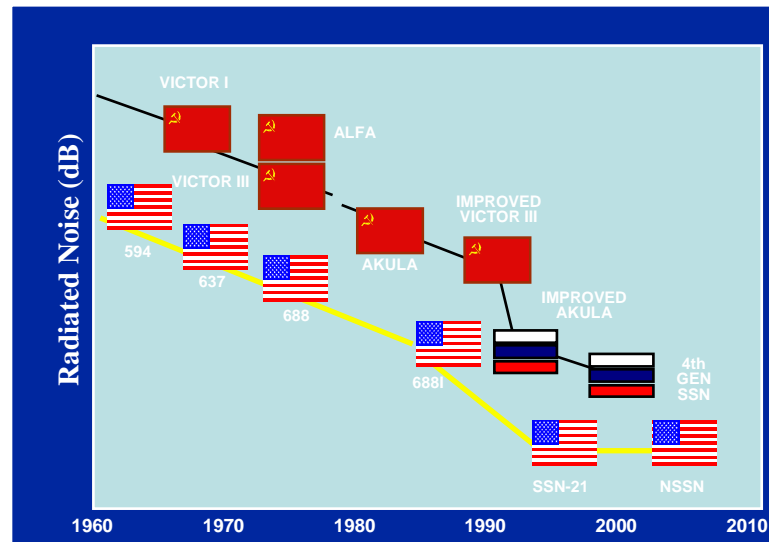 VICTOR I
ALFA
VICTOR III
IMPROVED
VICTOR III
AKULA
IMPROVED
AKULA
4th
GEN
SSN
594
637
688
688I
SSN-21
NSSN
Radiated Noise (dB)
1960
1970
1980
1990
2000
2010